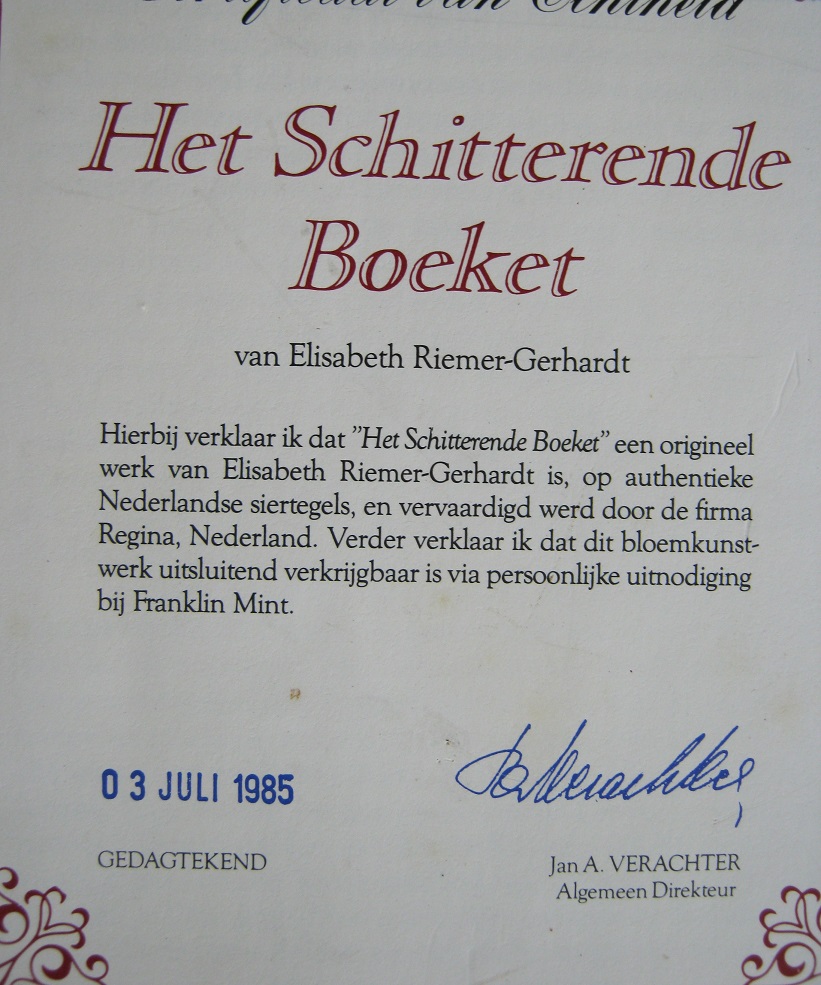 Het Schitterende
Boeket
van Elisabeth Riemer-Gerhardt
Hierbij verklaar ik dat ”Het Schitterende Boeket” een origineel
werk van Elisabeth Riemer-Gerhardt is, op authentieke
Nederlandse siertegels, en vervaardigd werd door de firma
Regina, Nederland. Verder verklaar ik dat dit bloemkunst-
werk uitsluitend verkrijgbaar is via persoonlijke uitnodiging
bij Franklin Mint.
03 JULI 1985
GEDAGTEKEND
Jan A. VERACHTER
Algemeen Direkteur